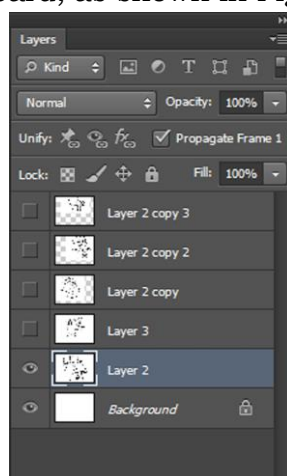 Layers
Kind
Normal Opacity: 100%
Unify: Propagate Frame 1
Lock: Fill: 100%
Layer 2 copy 3
Layer 2 copy 2
Layer 2 copy
Layer 3
Layer 2
Background